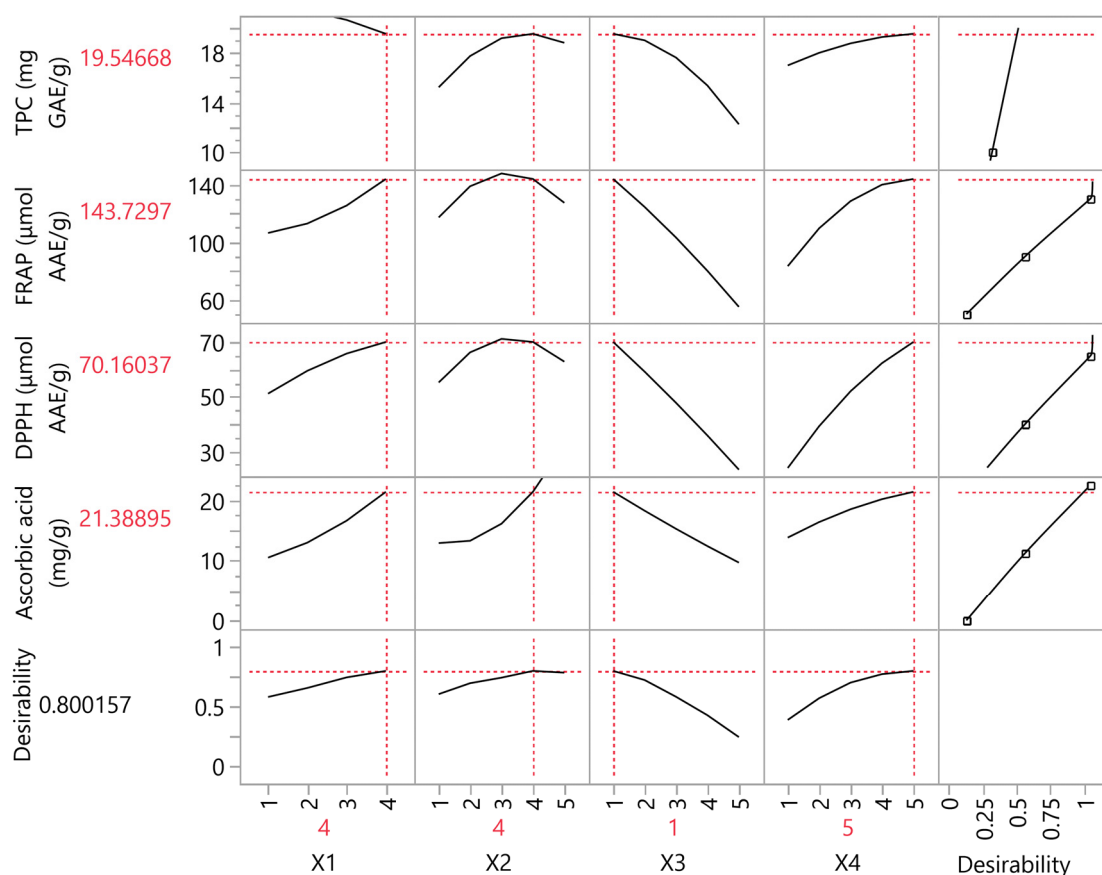 TPC (mg
GAE/g)
19.54668
18
14
10
FRAP (μmol
AAE/g)
143.7297
140
100
60
DPPH (μmol
AAE/g)
70.16037
70
50
30
Ascorbic acid
(mg/g)
21.38895
20
10
0
Desirability
0.800157
1
0.5
0
1 2 3 4
4
X1
1 2 3 4 5
4
X2
1 2 3 4 5
1
X3
1 2 3 4 5
5
X4
0 0.25 0.5 0.75 1
Desirability